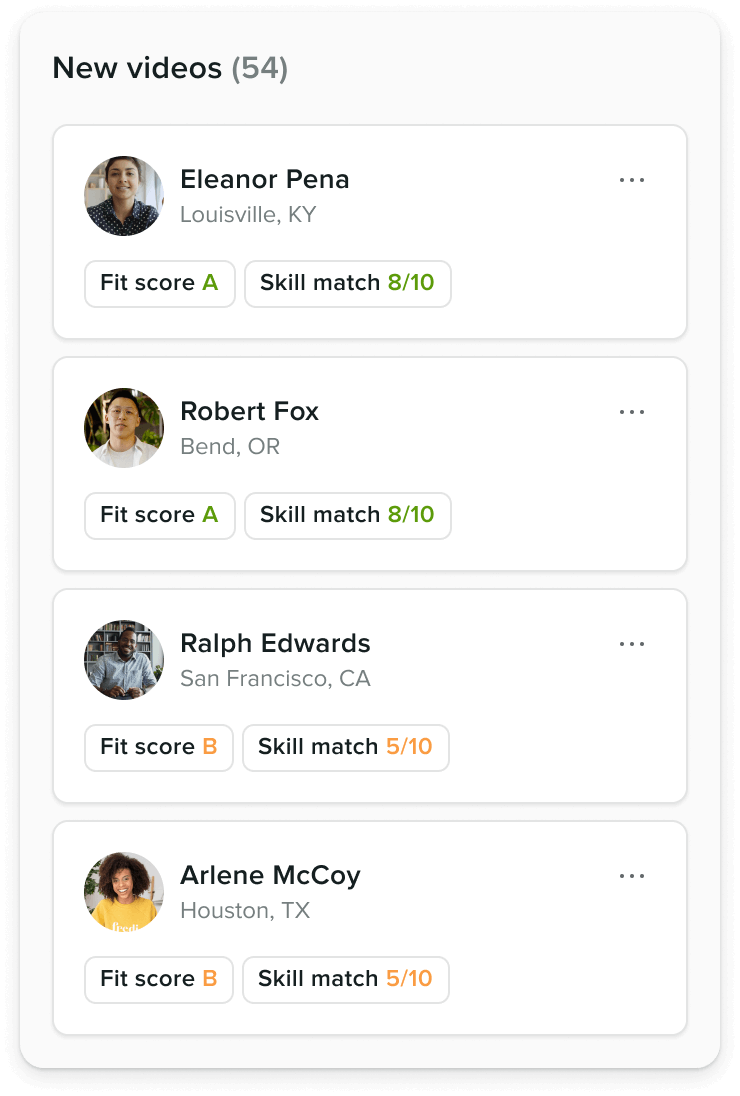 New videos (54)
Eleanor Pena
Louisville, KY
Fit score A Skill match 8/10
Robert Fox
Bend, OR
Fit score A Skill match 8/10
Ralph Edwards
San Francisco, CA
Fit score B Skill match 5/10
Arlene McCoy
Houston, TX
Fit score B Skill match 5/10